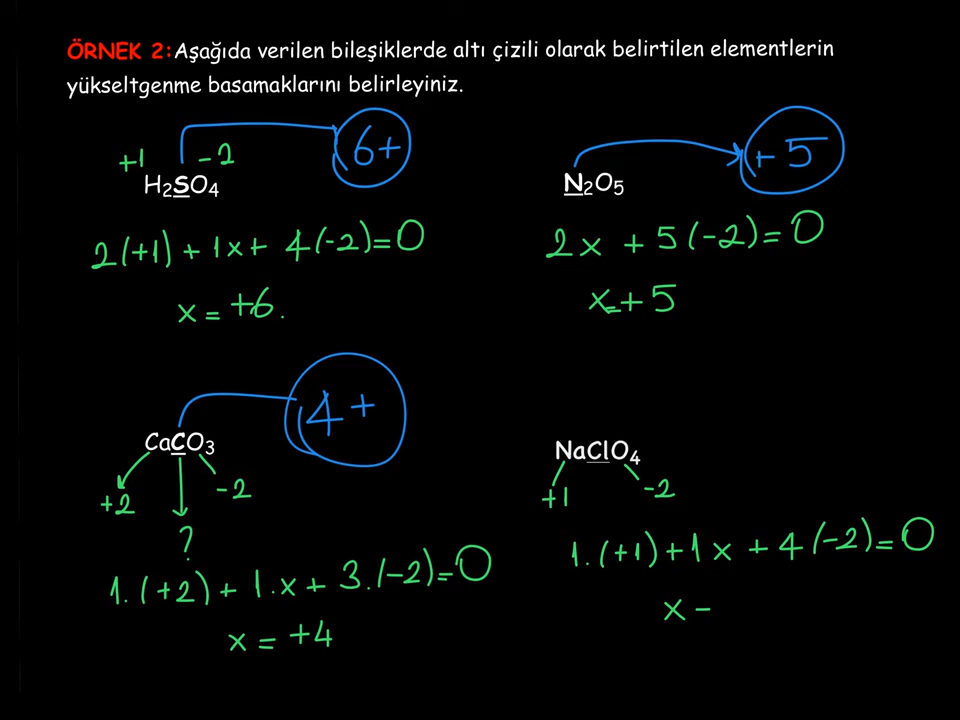 ÖRNEK 2:Aşağıda verilen bileşiklerde altı çizili olarak belirtilen elementlerin
yükseltgenme basamaklarını belirleyiniz.
6+
+1 -2
H₂SO₄
2(+1) + 1x + 4(-2)=0
x = +6.
+5
N₂O₅
2x + 5(-2)=0
x=+5
4+
CaCO₃
+2 -2
?
1.(+2) + 1.x + 3.(-2)=0
x = +4
NaClO₄
+1 -2
1.(+1)+1x + 4(-2)=0
x -